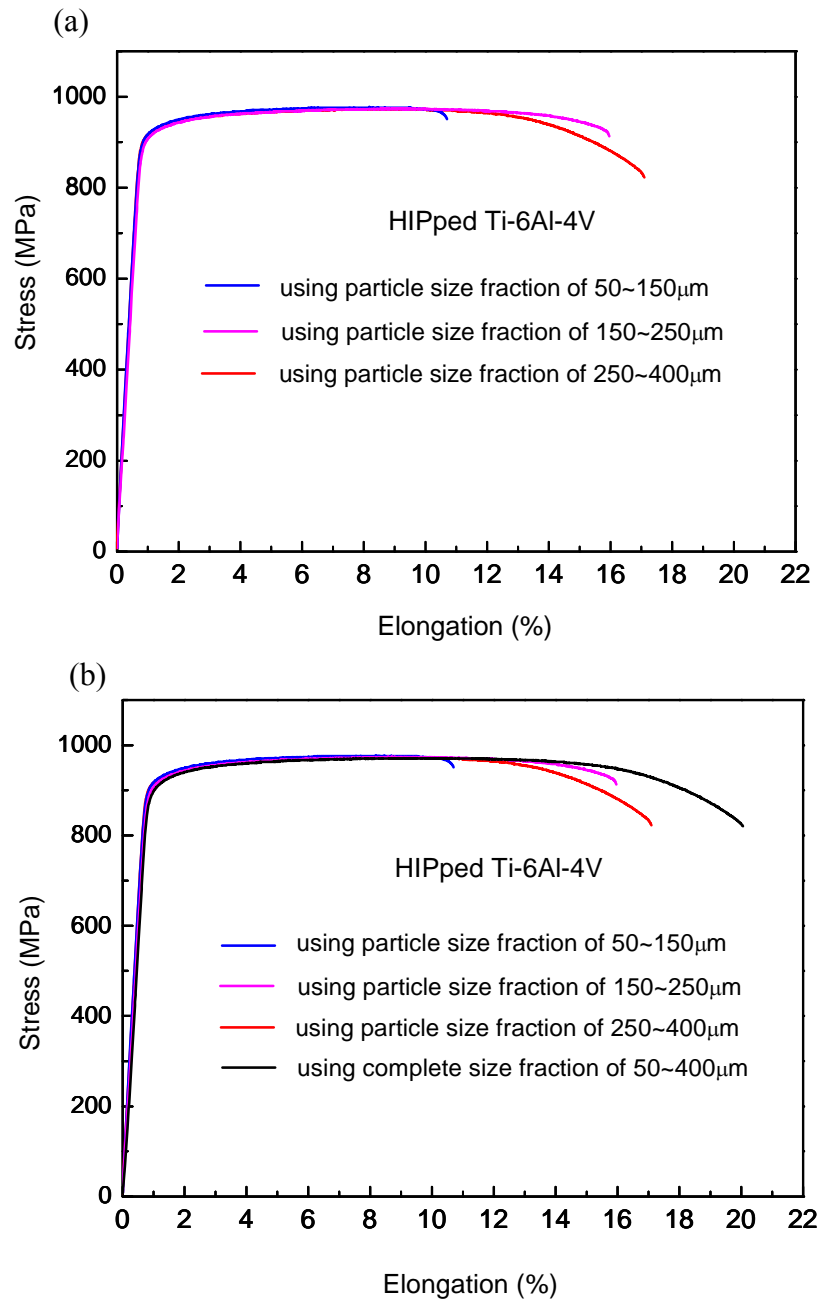 (a)
1000
800
600
400
200
0
Stress (MPa)
HIPped Ti-6Al-4V
using particle size fraction of 50~150μm
using particle size fraction of 150~250μm
using particle size fraction of 250~400μm
0 2 4 6 8 10 12 14 16 18 20 22
Elongation (%)
(b)
1000
800
600
400
200
0
Stress (MPa)
HIPped Ti-6Al-4V
using particle size fraction of 50~150μm
using particle size fraction of 150~250μm
using particle size fraction of 250~400μm
using complete size fraction of 50~400μm
0 2 4 6 8 10 12 14 16 18 20 22
Elongation (%)